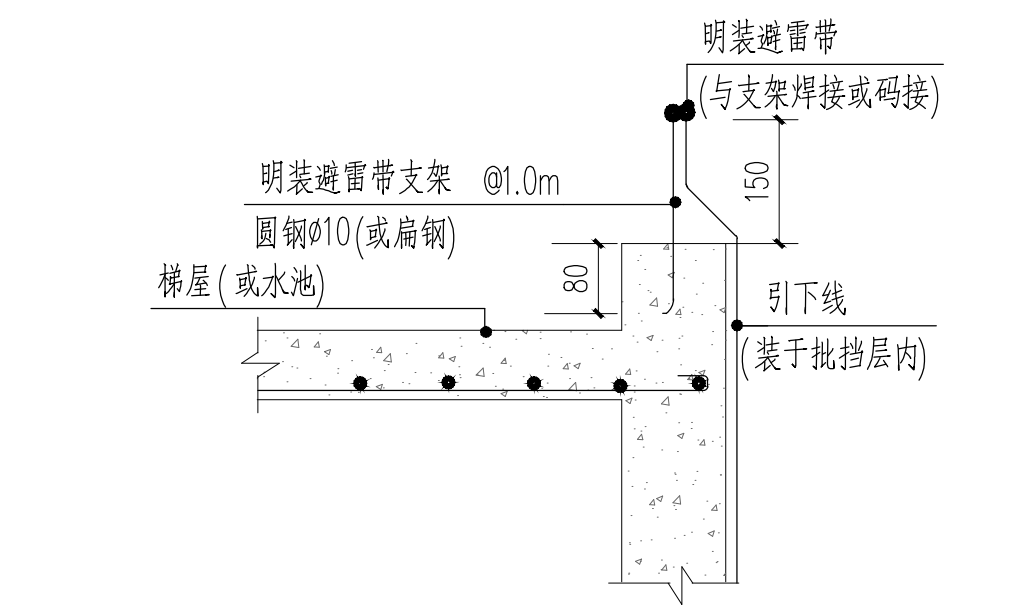 明装避雷带
(与支架焊接或码接)
150
明装避雷带支架 @1.0m
圆钢ø10(或扁钢)
80
梯屋(或水池)
引下线
(装于批挡层内)